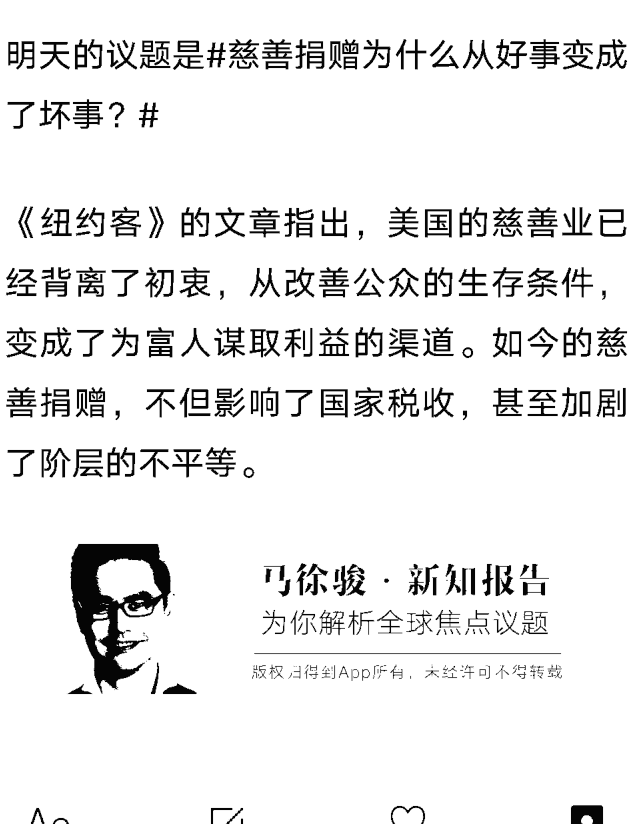 明天的议题是#慈善捐赠为什么从好事变成
了坏事？#
《纽约客》的文章指出，美国的慈善业已
经背离了初衷，从改善公众的生存条件，
变成了为富人谋取利益的渠道。如今的慈
善捐赠，不但影响了国家税收，甚至加剧
了阶层的不平等。
马徐骏·新知报告
为你解析全球焦点议题
版权归得到App所有，未经许可不得转载